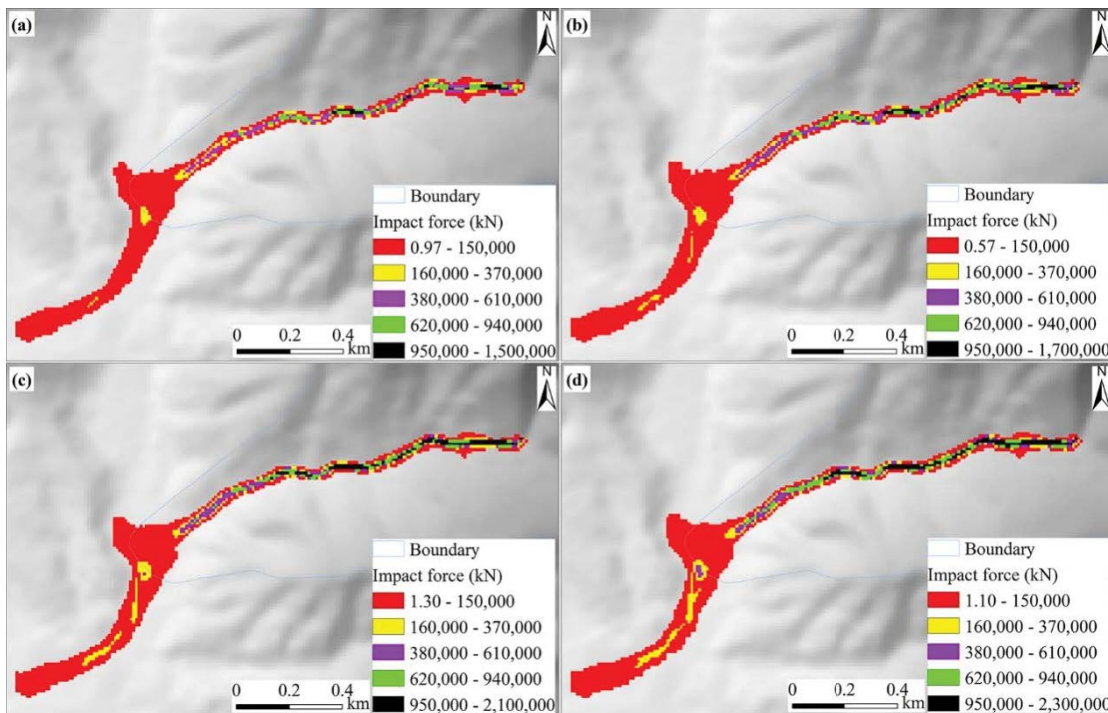 (a)
N
Boundary
Impact force (kN)
0.97 - 150,000
160,000 - 370,000
380,000 - 610,000
620,000 - 940,000
950,000 - 1,500,000
0 0.2 0.4
km
(b)
N
Boundary
Impact force (kN)
0.57 - 150,000
160,000 - 370,000
380,000 - 610,000
620,000 - 940,000
950,000 - 1,700,000
0 0.2 0.4
km
(c)
N
Boundary
Impact force (kN)
1.30 - 150,000
160,000 - 370,000
380,000 - 610,000
620,000 - 940,000
950,000 - 2,100,000
0 0.2 0.4
km
(d)
N
Boundary
Impact force (kN)
1.10 - 150,000
160,000 - 370,000
380,000 - 610,000
620,000 - 940,000
950,000 - 2,300,000
0 0.2 0.4
km